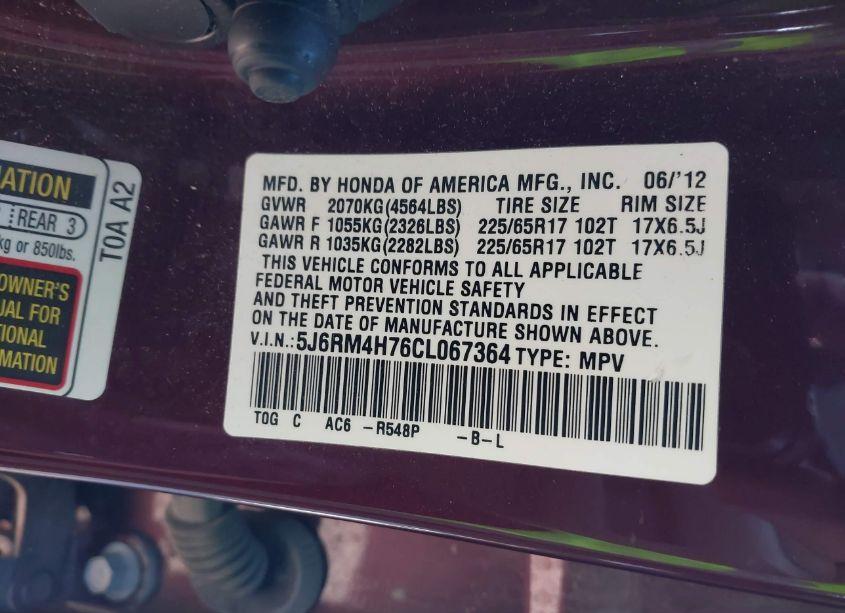 MATION
REAR 3
kg or 850lbs.
OWNER'S
UAL FOR
TIONAL
RMATION
T0A A2
MFD. BY HONDA OF AMERICA MFG., INC. 06/'12
GVWR 2070KG(4564LBS) TIRE SIZE RIM SIZE
GAWR F 1055KG(2326LBS) 225/65R17 102T 17X6.5J
GAWR R 1035KG(2282LBS) 225/65R17 102T 17X6.5J
THIS VEHICLE CONFORMS TO ALL APPLICABLE
FEDERAL MOTOR VEHICLE SAFETY
AND THEFT PREVENTION STANDARDS IN EFFECT
ON THE DATE OF MANUFACTURE SHOWN ABOVE.
V.I.N.:5J6RM4H76CL067364 TYPE: MPV
T0G C AC6 -R548P -B-L